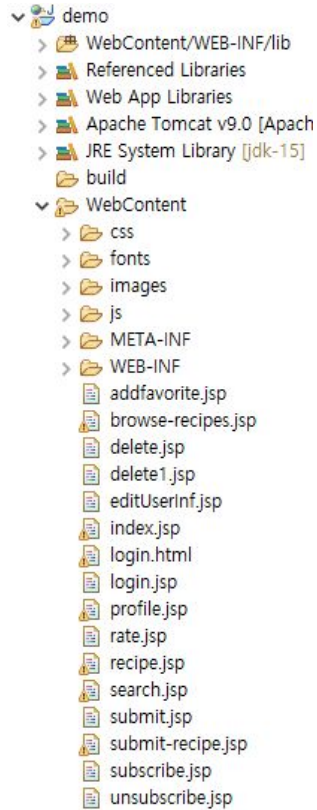 demo
WebContent/WEB-INF/lib
Referenced Libraries
Web App Libraries
Apache Tomcat v9.0 [Apach
JRE System Library [jdk-15]
build
WebContent
css
fonts
images
js
META-INF
WEB-INF
addfavorite.jsp
browse-recipes.jsp
delete.jsp
delete1.jsp
editUserInf.jsp
index.jsp
login.html
login.jsp
profile.jsp
rate.jsp
recipe.jsp
search.jsp
submit.jsp
submit-recipe.jsp
subscribe.jsp
unsubscribe.jsp